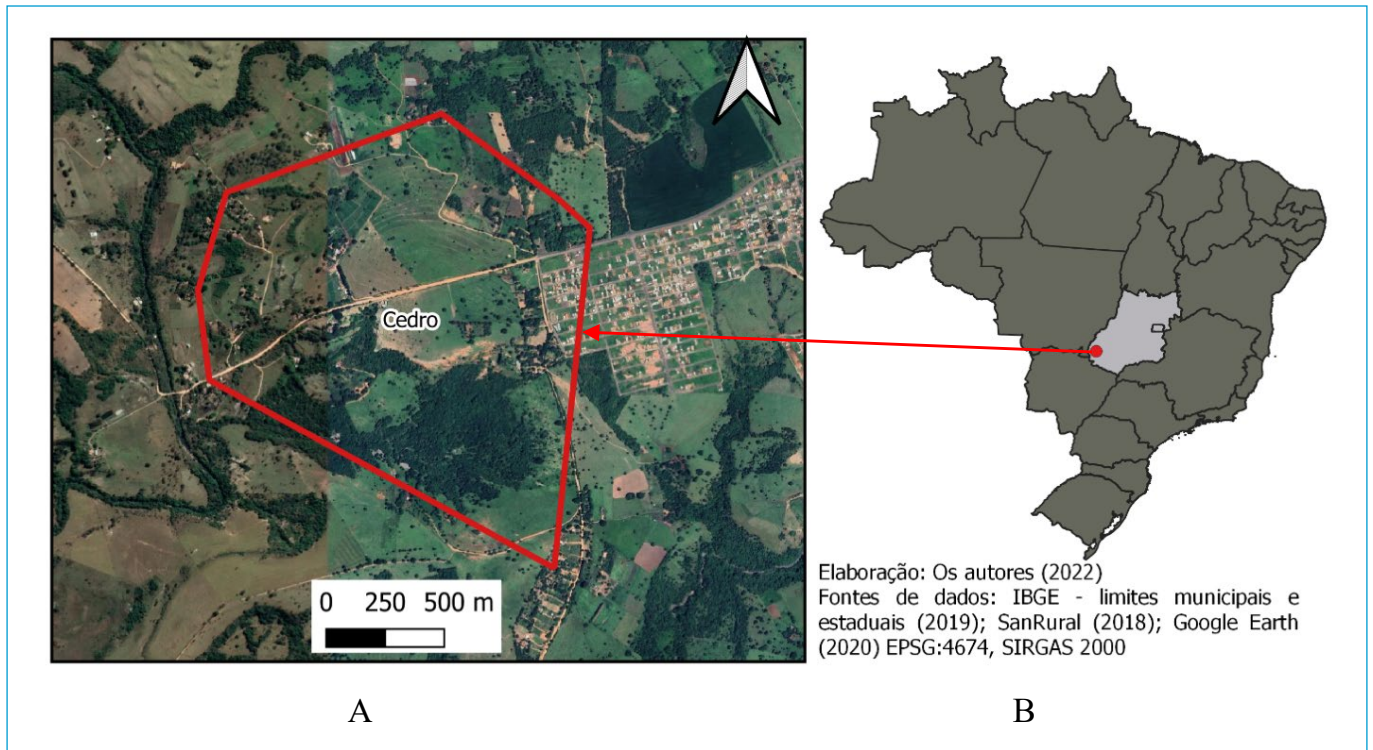 Cedro
0 250 500 m
Elaboração: Os autores (2022)
Fontes de dados: IBGE - limites municipais e
estaduais (2019); SanRural (2018); Google Earth
(2020) EPSG:4674, SIRGAS 2000
A
B